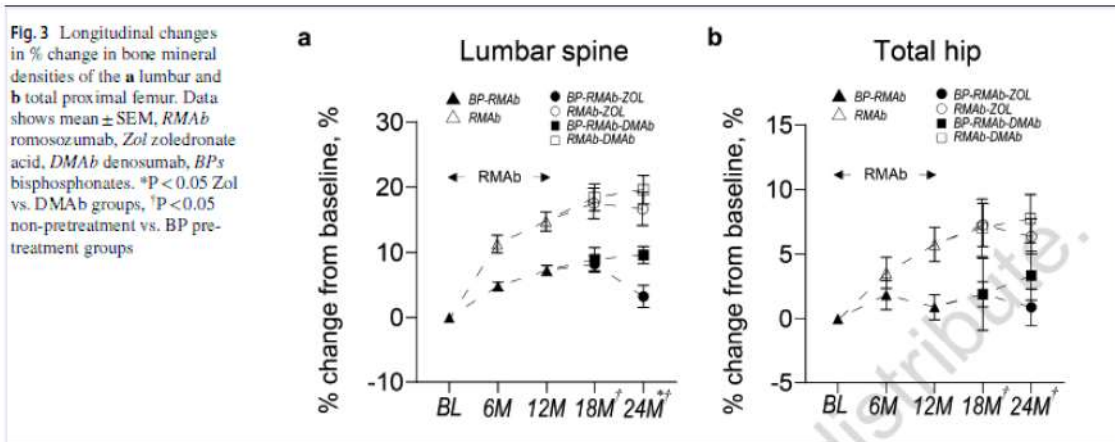 Fig. 3 Longitudinal changes
in % change in bone mineral
densities of the a lumbar and
b total proximal femur. Data
shows mean ± SEM, RMAb
romosozumab, Zol zoledronate
acid, DMAb denosumab, BPs
bisphosphonates. *P < 0.05 Zol
vs. DMAb groups, †P < 0.05
non-pretreatment vs. BP pre-
treatment groups
a
Lumbar spine
BP-RMAb
RMAb
BP-RMAb-ZOL
RMAb-ZOL
BP-RMAb-DMAb
RMAb-DMAb
RMAb
% change from baseline, %
30
20
10
0
-10
BL 6M 12M 18M† 24M*†
b
Total hip
BP-RMAb
RMAb
BP-RMAb-ZOL
RMAb-ZOL
BP-RMAb-DMAb
RMAb-DMAb
RMAb
% change from baseline, %
15
10
5
0
-5
BL 6M 12M 18M† 24M†
distribute.